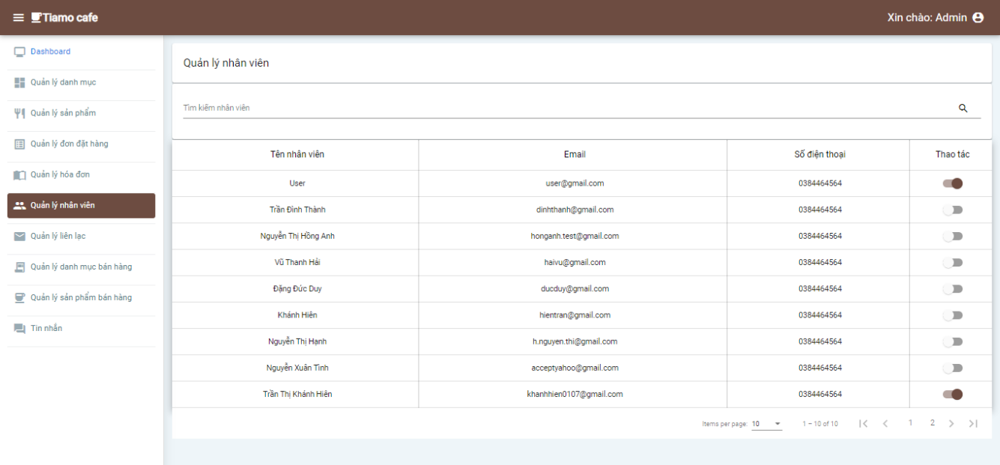 Tiamo cafe
Xin chào: Admin
Dashboard
Quản lý danh mục
Quản lý sản phẩm
Quản lý đơn đặt hàng
Quản lý hóa đơn
Quản lý nhân viên
Quản lý liên lạc
Quản lý danh mục bán hàng
Quản lý sản phẩm bán hàng
Tin nhắn
Quản lý nhân viên
Tìm kiếm nhân viên
Tên nhân viên Email Số điện thoại Thao tác
User user@gmail.com 0384464564
Trần Đình Thành dinhthanh@gmail.com 0384464564
Nguyễn Thị Hồng Anh honganh.test@gmail.com 0384464564
Vũ Thanh Hải haivu@gmail.com 0384464564
Đặng Đức Duy ducduy@gmail.com 0384464564
Khánh Hiên hientran@gmail.com 0384464564
Nguyễn Thị Hạnh h.nguyen.thi@gmail.com 0384464564
Nguyễn Xuân Tình acceptyahoo@gmail.com 0384464564
Trần Thị Khánh Hiên khanhhien0107@gmail.com 0384464564
Items per page: 10 1 – 10 of 10 1 2